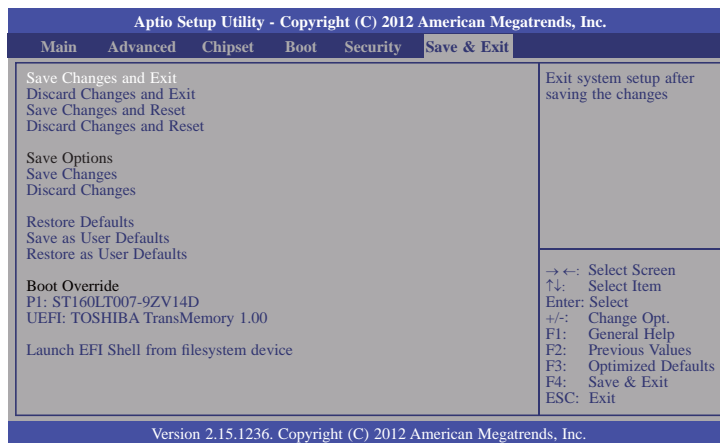 Aptio Setup Utility - Copyright (C) 2012 American Megatrends, Inc.
Main Advanced Chipset Boot Security Save & Exit
Save Changes and Exit
Discard Changes and Exit
Save Changes and Reset
Discard Changes and Reset
Save Options
Save Changes
Discard Changes
Restore Defaults
Save as User Defaults
Restore as User Defaults
Boot Override
P1: ST160LT007-9ZV14D
UEFI: TOSHIBA TransMemory 1.00
Launch EFI Shell from filesystem device
Exit system setup after
saving the changes
→ ←: Select Screen
↑↓: Select Item
Enter: Select
+/-: Change Opt.
F1: General Help
F2: Previous Values
F3: Optimized Defaults
F4: Save & Exit
ESC: Exit
Version 2.15.1236. Copyright (C) 2012 American Megatrends, Inc.